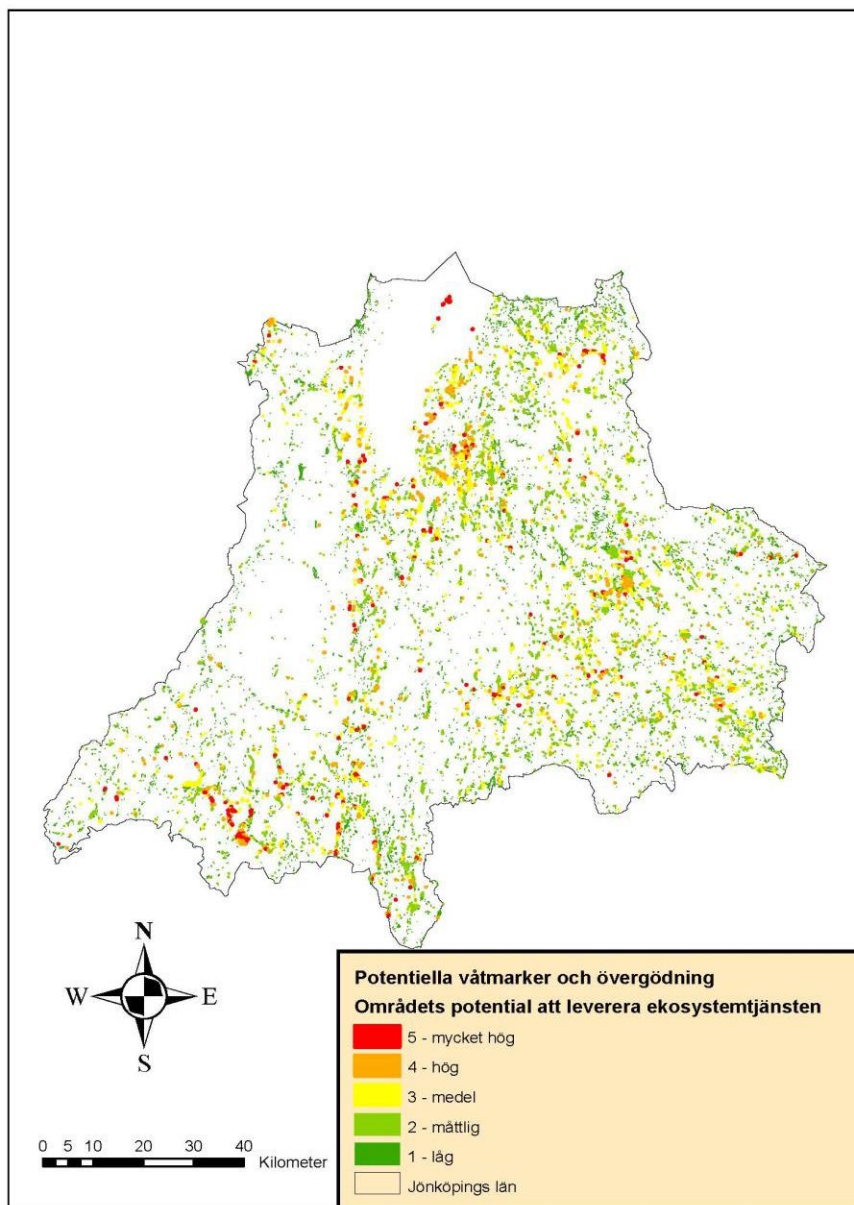 N
W E
S
0 5 10 20 30 40
Kilometer
Potentiella våtmarker och övergödning
Områdets potential att leverera ekosystemtjänsten
5 - mycket hög
4 - hög
3 - medel
2 - måttlig
1 - låg
Jönköpings län